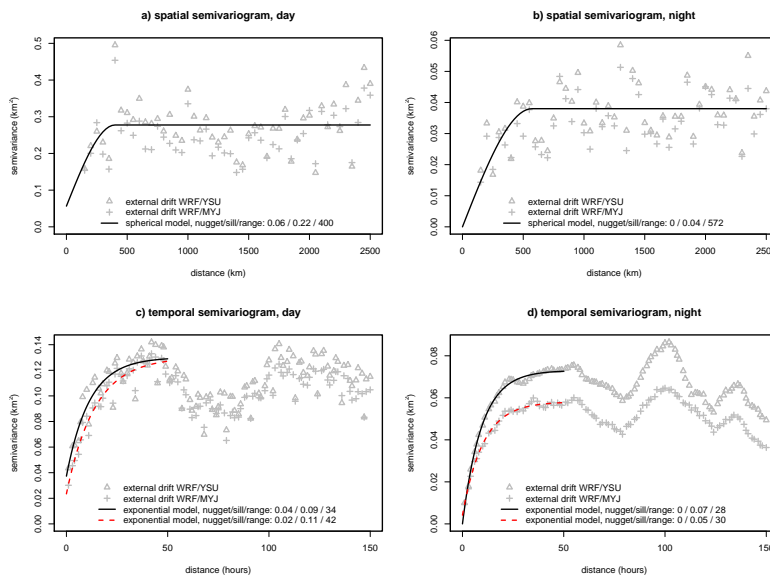 a) spatial semivariogram, day
semivariance (km²)
0.0 0.1 0.2 0.3 0.4 0.5
external drift WRF/YSU
external drift WRF/MYJ
spherical model, nugget/sill/range: 0.06 / 0.22 / 400
0 500 1000 1500 2000 2500
distance (km)
b) spatial semivariogram, night
semivariance (km²)
0.00 0.01 0.02 0.03 0.04 0.05 0.06
external drift WRF/YSU
external drift WRF/MYJ
spherical model, nugget/sill/range: 0 / 0.04 / 572
0 500 1000 1500 2000 2500
distance (km)
c) temporal semivariogram, day
semivariance (km²)
0.00 0.02 0.04 0.06 0.08 0.10 0.12 0.14
external drift WRF/YSU
external drift WRF/MYJ
exponential model, nugget/sill/range: 0.04 / 0.09 / 34
exponential model, nugget/sill/range: 0.02 / 0.11 / 42
0 50 100 150
distance (hours)
d) temporal semivariogram, night
semivariance (km²)
0.00 0.02 0.04 0.06 0.08
external drift WRF/YSU
external drift WRF/MYJ
exponential model, nugget/sill/range: 0 / 0.07 / 28
exponential model, nugget/sill/range: 0 / 0.05 / 30
0 50 100 150
distance (hours)